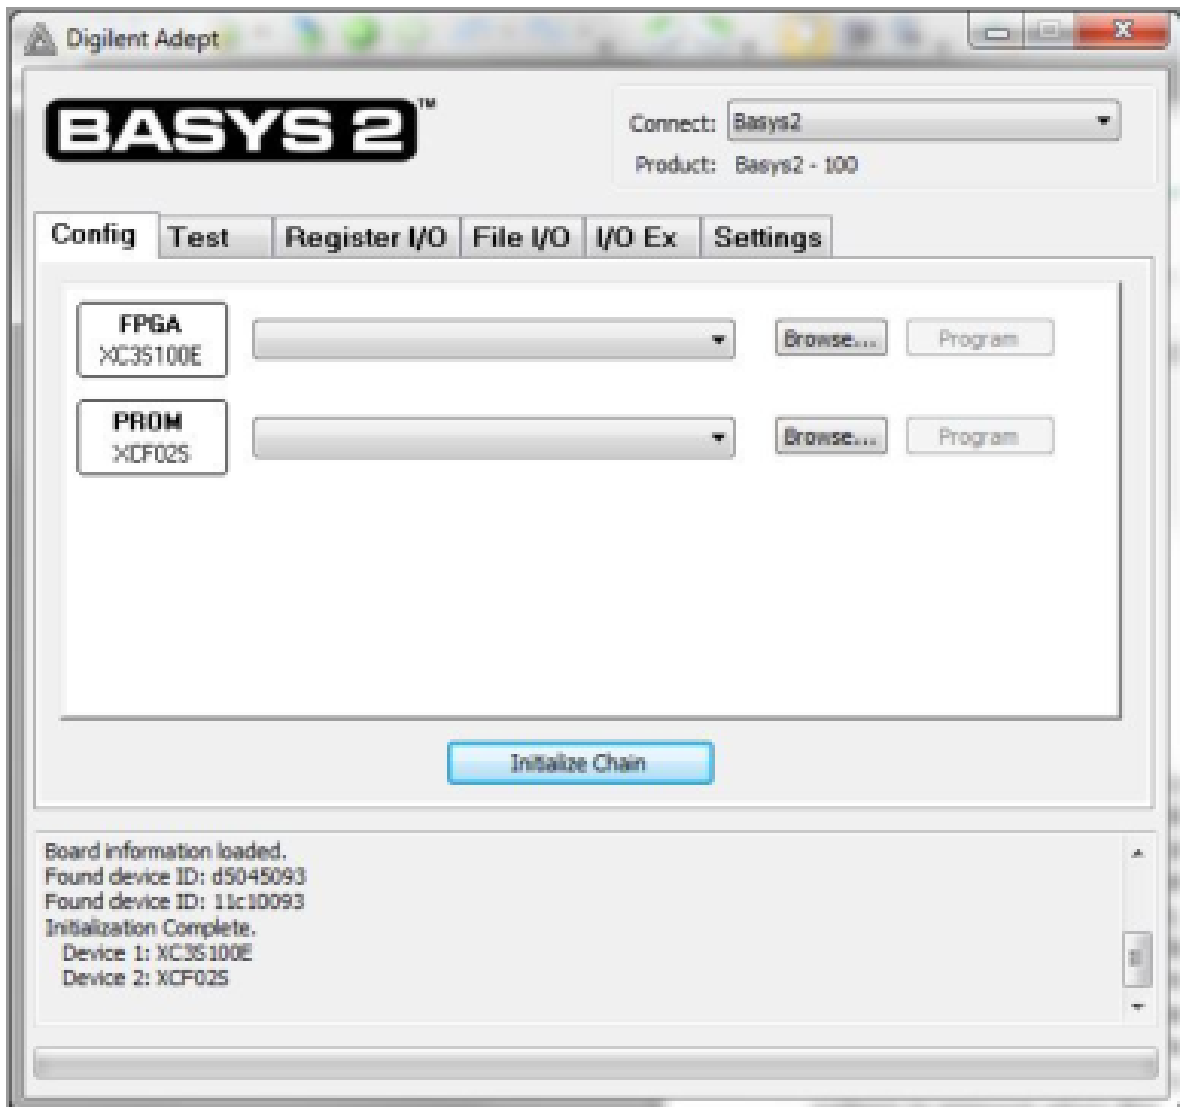 Digilent Adept
BASYS 2™
Connect: Basys2
Product: Basys2 - 100
Config Test Register I/O File I/O I/O Ex Settings
FPGA
XC3S100E
Browse... Program
PROM
XCF02S
Browse... Program
Initialize Chain
Board information loaded.
Found device ID: d5045093
Found device ID: 11c10093
Initialization Complete.
Device 1: XC3S100E
Device 2: XCF02S